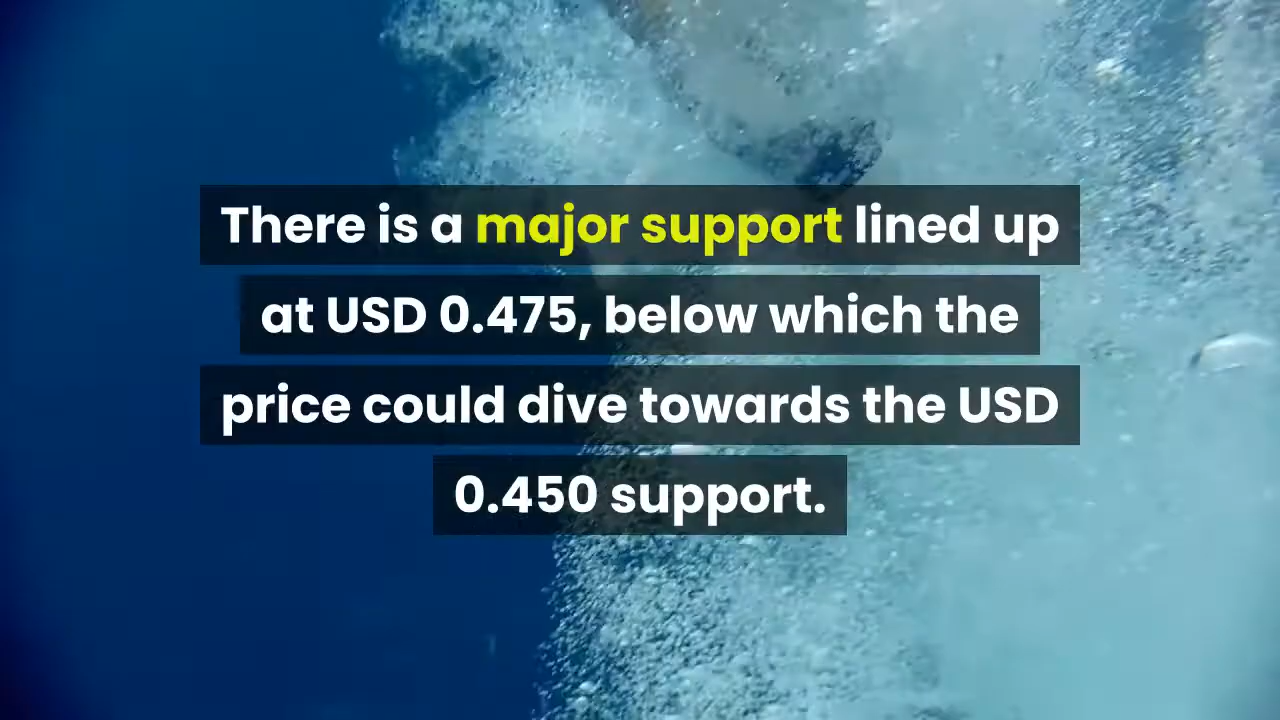 There is a major support lined up
at USD 0.475, below which the
price could dive towards the USD
0.450 support.